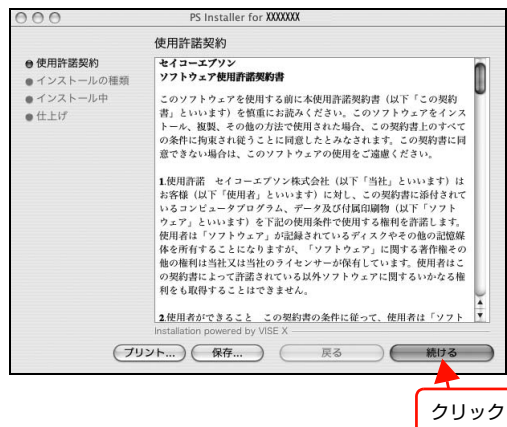 PS Installer for XXXXXXX
使用許諾契約
使用許諾契約
インストールの種類
インストール中
仕上げ
セイコーエプソン
ソフトウェア使用許諾契約書
このソフトウェアを使用する前に本使用許諾契約書（以下「この契約
書」といいます）を慎重にお読みください。このソフトウェアをインス
トール、複製、その他の方法で使用された場合、この契約書上のすべて
の条件に拘束され従うことに同意したとみなされます。この契約書に同
意できない場合は、このソフトウェアの使用をご遠慮ください。
1.使用許諾　セイコーエプソン株式会社（以下「当社」といいます）は
お客様（以下「使用者」といいます）に対し、この契約書に添付されて
いるコンピュータプログラム、データ及び付属印刷物（以下「ソフト
ウェア」といいます）を下記の使用条件で使用する権利を許諾します。
使用者は「ソフトウェア」が記録されているディスクやその他の記憶媒
体を所有することになりますが、「ソフトウェア」に関する著作権その
他の権利は当社又は当社のライセンサーが保有しています。使用者はこ
の契約書によって許諾されている以外ソフトウェアに関するいかなる権
利をも取得することはできません。
2.使用者ができること　この契約書の条件に従って、使用者は「ソフト
Installation powered by VISE X
プリント...
保存...
戻る
続ける
クリック